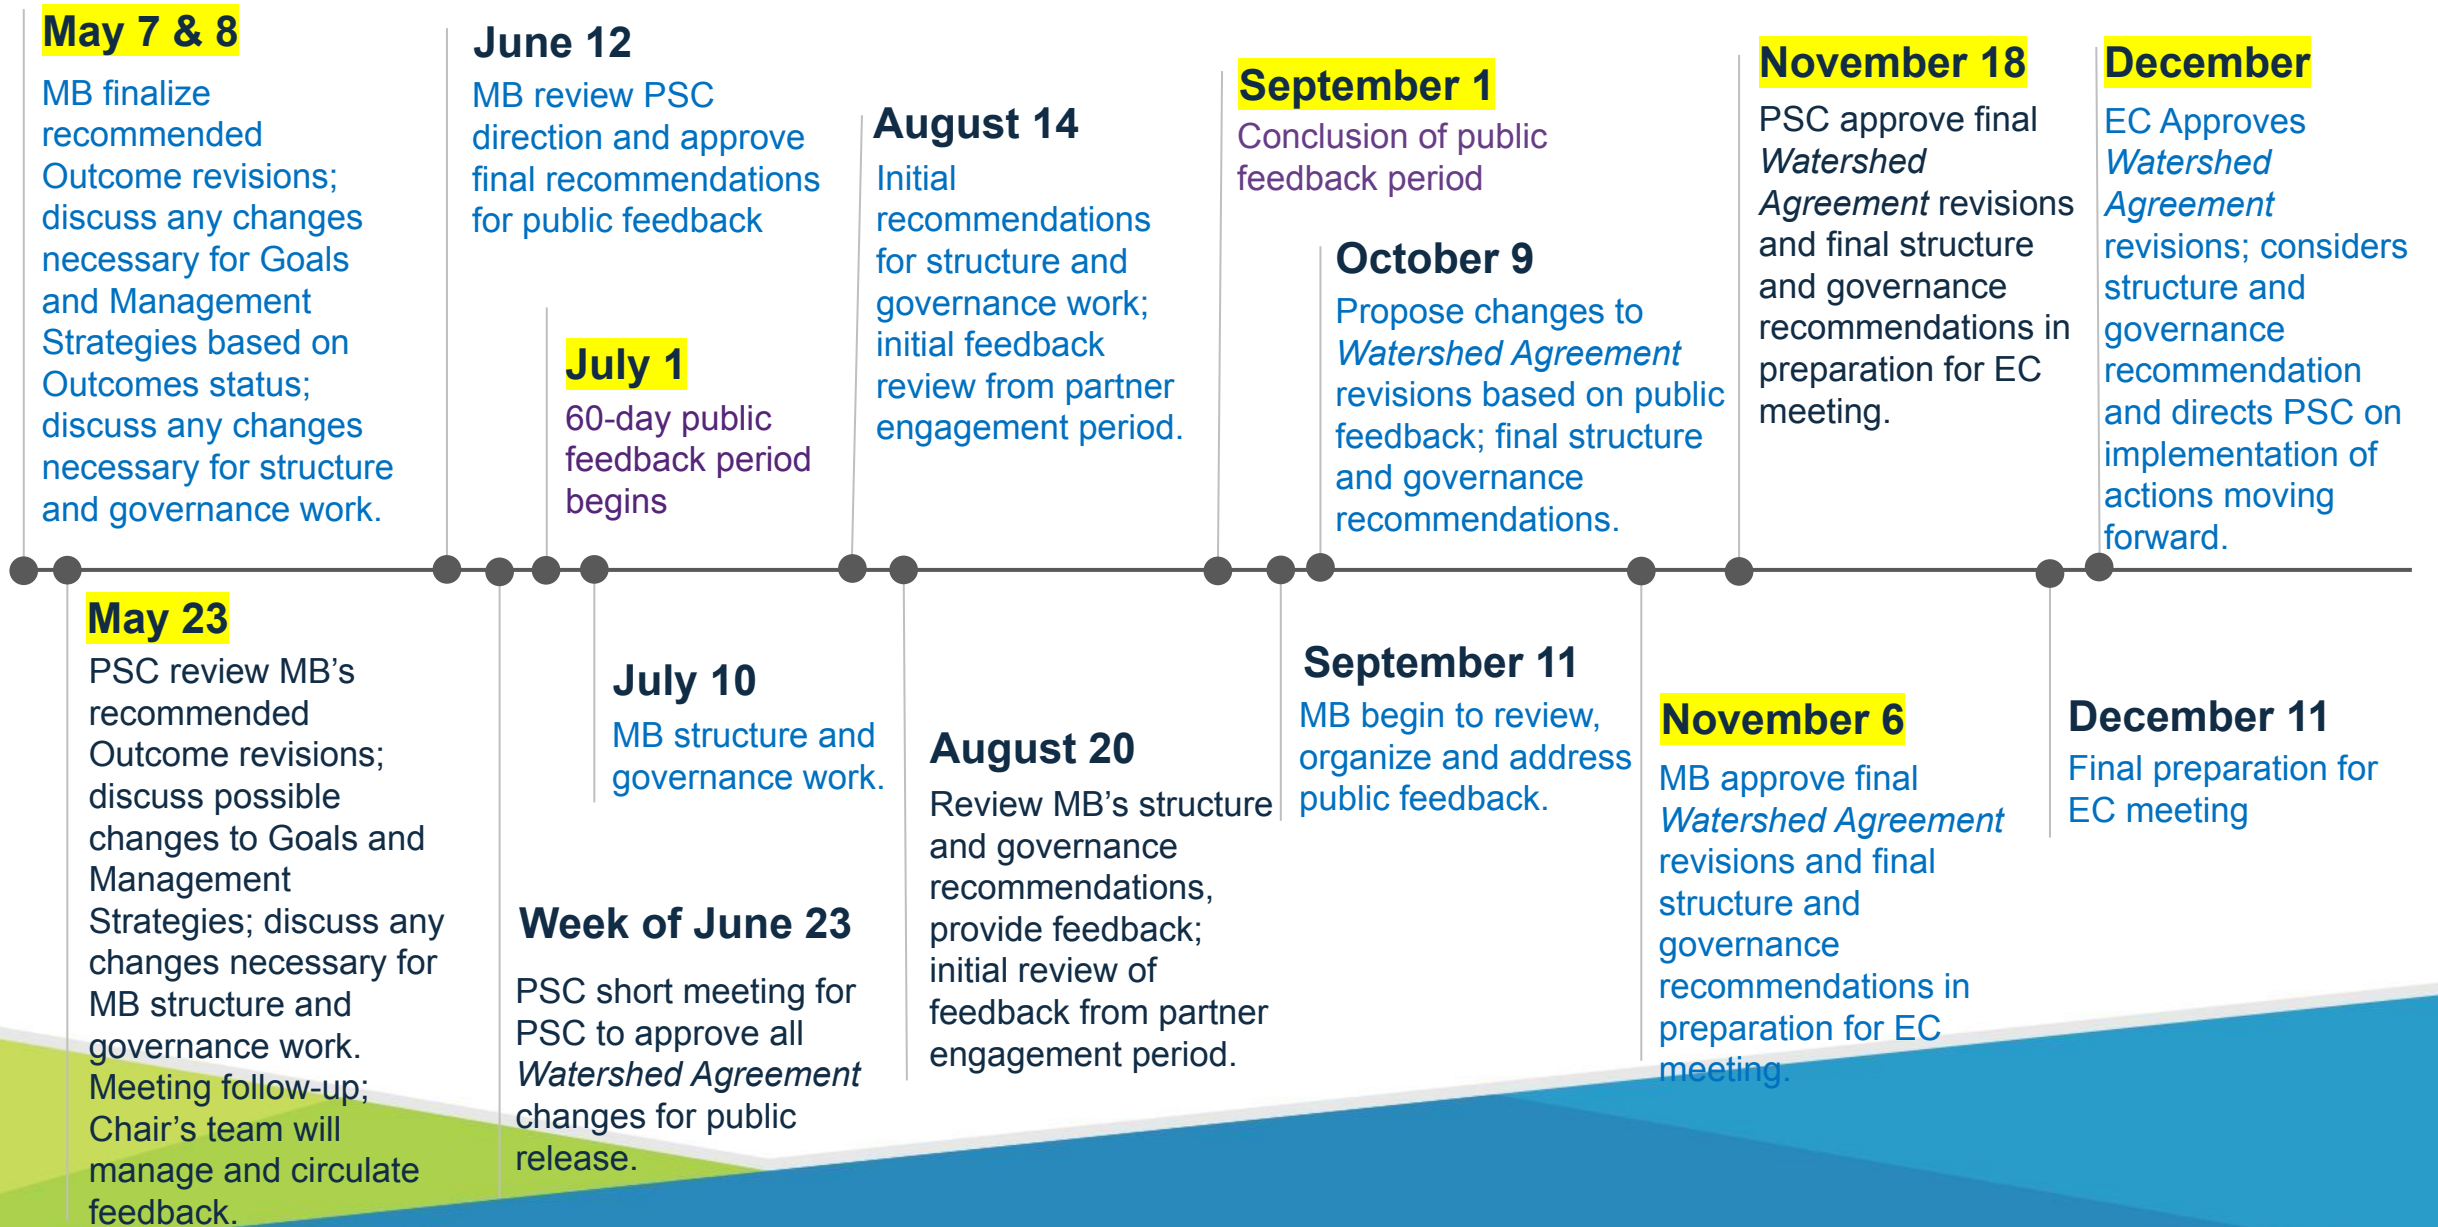 May 7 & 8
MB finalize
recommended
Outcome revisions;
discuss any changes
necessary for Goals
and Management
Strategies based on
Outcomes status;
discuss any changes
necessary for structure
and governance work.
May 23
PSC review MB’s
recommended
Outcome revisions;
discuss possible
changes to Goals and
Management
Strategies; discuss any
changes necessary for
MB structure and
governance work.
Meeting follow-up;
Chair’s team will
manage and circulate
feedback.
June 12
MB review PSC
direction and approve
final recommendations
for public feedback
Week of June 23
PSC short meeting for
PSC to approve all
Watershed Agreement
changes for public
release.
July 1
60-day public
feedback period
begins
July 10
MB structure and
governance work.
August 14
Initial
recommendations
for structure and
governance work;
initial feedback
review from partner
engagement period.
August 20
Review MB’s structure
and governance
recommendations,
provide feedback;
initial review of
feedback from partner
engagement period.
September 1
Conclusion of public
feedback period
September 11
MB begin to review,
organize and address
public feedback.
October 9
Propose changes to
Watershed Agreement
revisions based on public
feedback; final structure
and governance
recommendations.
November 6
MB approve final
Watershed Agreement
revisions and final
structure and
governance
recommendations in
preparation for EC
meeting.
November 18
PSC approve final
Watershed
Agreement revisions
and final structure
and governance
recommendations in
preparation for EC
meeting.
December 11
Final preparation for
EC meeting
December
EC Approves
Watershed
Agreement
revisions; considers
structure and
governance
recommendation
and directs PSC on
implementation of
actions moving
forward.